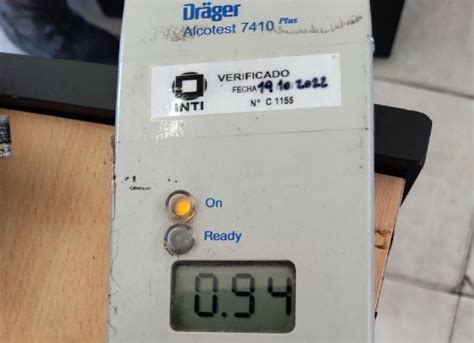 Dräger
Alcotest 7410 Plus
VERIFICADO
FECHA 19.10.2022
INTI
N° C 1155
On
Ready
0.94